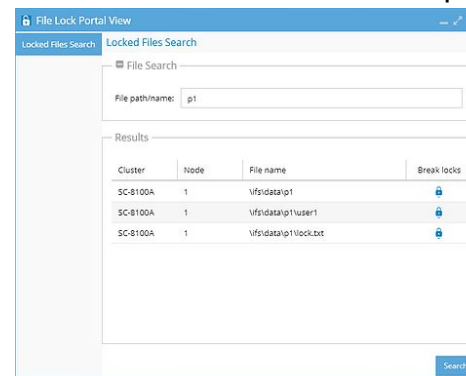 File Lock Portal View
Locked Files Search
Locked Files Search
File Search
File path/name: p1
Results
Cluster Node File name Break locks
SC-8100A 1 \ifs\data\p1
SC-8100A 1 \ifs\data\p1\user1
SC-8100A 1 \ifs\data\p1\lock.txt
Search